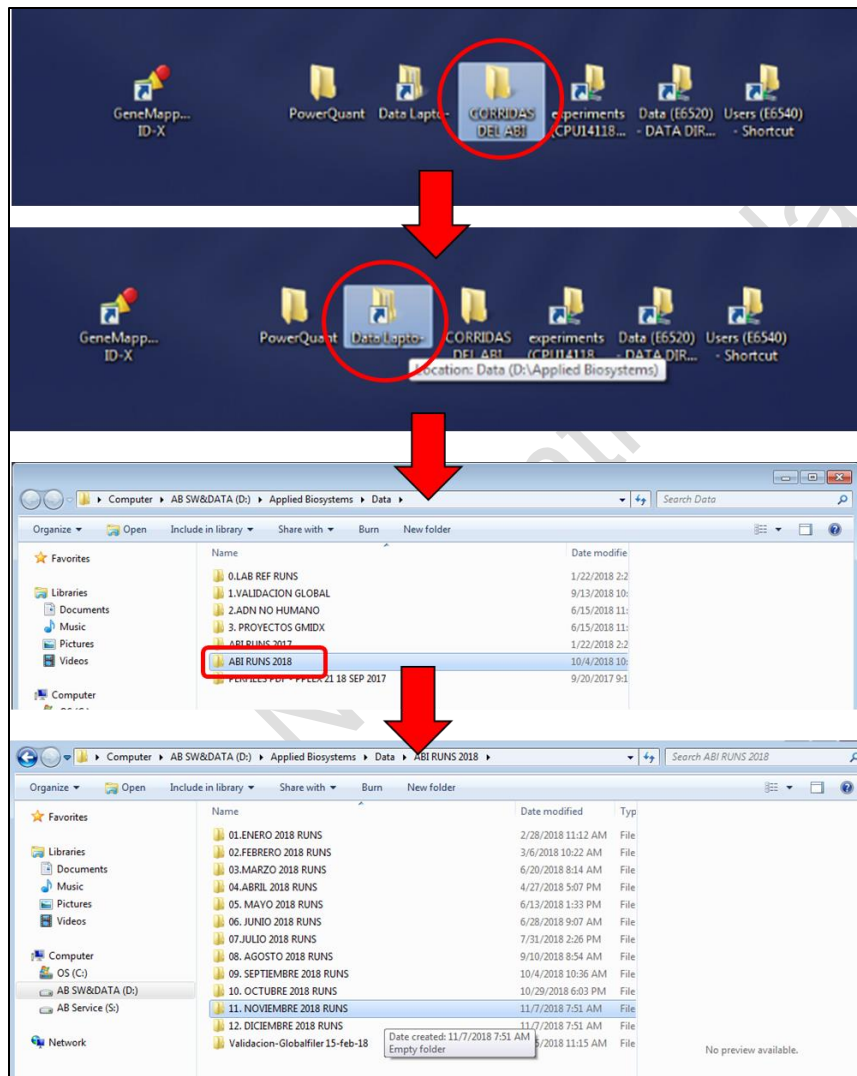 GeneMapp... PowerQuant Data Lapto- CORRIDAS experiments Data (E6520) Users (E6540)
ID-X DEL ABI (CPU14118... - DATA DIR... - Shortcut
GeneMapp... PowerQuant Data Lapto- CORRIDAS experiments Data (E6520) Users (E6540)
ID-X DEL ABI (CPU14118... - DATA DIR... - Shortcut
Location: Data (D:\Applied Biosystems)
Computer AB SW&DATA (D:) Applied Biosystems Data Search Data
Organize Open Include in library Share with Burn New folder
Name Date modifie
Favorites
0.LAB REF RUNS 1/22/2018 2:2
Libraries 1.VALIDACION GLOBAL 9/13/2018 10:
Documents 2.ADN NO HUMANO 6/15/2018 11:
Music 3. PROYECTOS GMIDX 6/15/2018 11:
Pictures ABI RUNS 2017 1/22/2018 2:2
Videos ABI RUNS 2018 10/4/2018 10:
PERFILES PDF - PPLEX 21 18 SEP 2017 9/20/2017 9:1
Computer
Computer AB SW&DATA (D:) Applied Biosystems Data ABI RUNS 2018 Search ABI RUNS 2018
Organize Open Include in library Share with Burn New folder
Name Date modified Typ
Favorites
01.ENERO 2018 RUNS 2/28/2018 11:12 AM File
Libraries 02.FEBRERO 2018 RUNS 3/6/2018 10:22 AM File
Documents 03.MARZO 2018 RUNS 6/20/2018 8:14 AM File
Music 04.ABRIL 2018 RUNS 4/27/2018 5:07 PM File
Pictures 05. MAYO 2018 RUNS 6/13/2018 1:33 PM File
Videos 06. JUNIO 2018 RUNS 6/28/2018 9:07 AM File
07.JULIO 2018 RUNS 7/31/2018 2:26 PM File
Computer 08. AGOSTO 2018 RUNS 9/10/2018 8:54 AM File
OS (C:) 09. SEPTIEMBRE 2018 RUNS 10/4/2018 10:36 AM File
AB SW&DATA (D:) 10. OCTUBRE 2018 RUNS 10/29/2018 6:03 PM File
AB Service (S:) 11. NOVIEMBRE 2018 RUNS 11/7/2018 7:51 AM File
12. DICIEMBRE 2018 RUNS 11/7/2018 7:51 AM File
Network Validacion-Globalfiler 15-feb-18 5/2018 11:15 AM File
Date created: 11/7/2018 7:51 AM
Empty folder
No preview available.